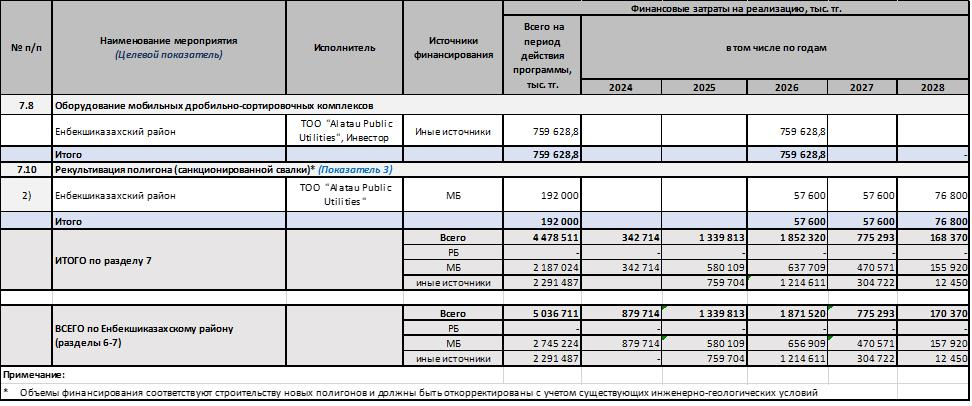 № п/п Наименование мероприятия (Целевой показатель) Исполнитель Источники финансирования Финансовые затраты на реализацию, тыс. тг.
Всего на период действия программы, тыс. тг. в том числе по годам
2024 2025 2026 2027 2028
7.8 Оборудование мобильных дробильно-сортировочных комплексов
Енбекшиказахский район ТОО "Alatau Public Utilities", Инвестор Иные источники 759 628,8 759 628,8
Итого 759 628,8 759 628,8 -
7.10 Рекультивация полигона (санкционированной свалки)* (Показатель 3)
2) Енбекшиказахский район ТОО "Alatau Public Utilities" МБ 192 000 57 600 57 600 76 800
Итого 192 000 57 600 57 600 76 800
ИТОГО по разделу 7 Всего 4 478 511 342 714 1 339 813 1 852 320 775 293 168 370
РБ - - - - - -
МБ 2 187 024 342 714 580 109 637 709 470 571 155 920
иные источники 2 291 487 759 704 1 214 611 304 722 12 450
ВСЕГО по Енбекшиказахскому району (разделы 6-7) Всего 5 036 711 879 714 1 339 813 1 871 520 775 293 170 370
РБ - - - - - -
МБ 2 745 224 879 714 580 109 656 909 470 571 157 920
иные источники 2 291 487 - 759 704 1 214 611 304 722 12 450
Примечание:
* Объемы финансирования соответствуют строительству новых полигонов и должны быть откорректированы с учетом существующих инженерно-геологических условий